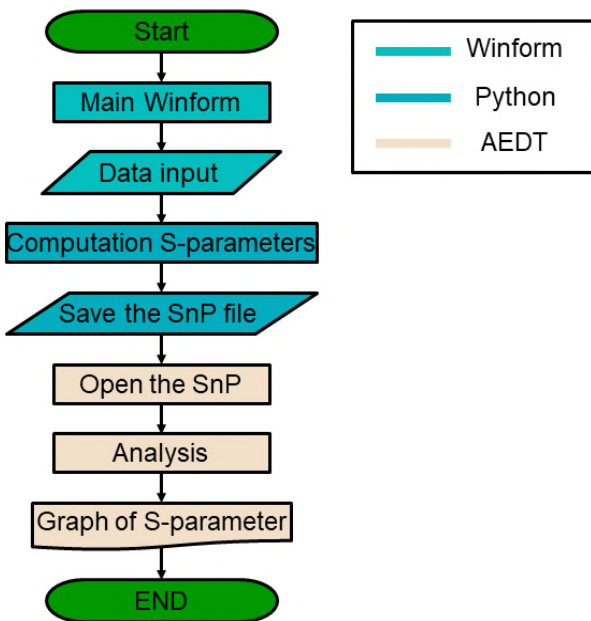 Start
Main Winform
Data input
Computation S-parameters
Save the SnP file
Open the SnP
Analysis
Graph of S-parameter
END
Winform
Python
AEDT